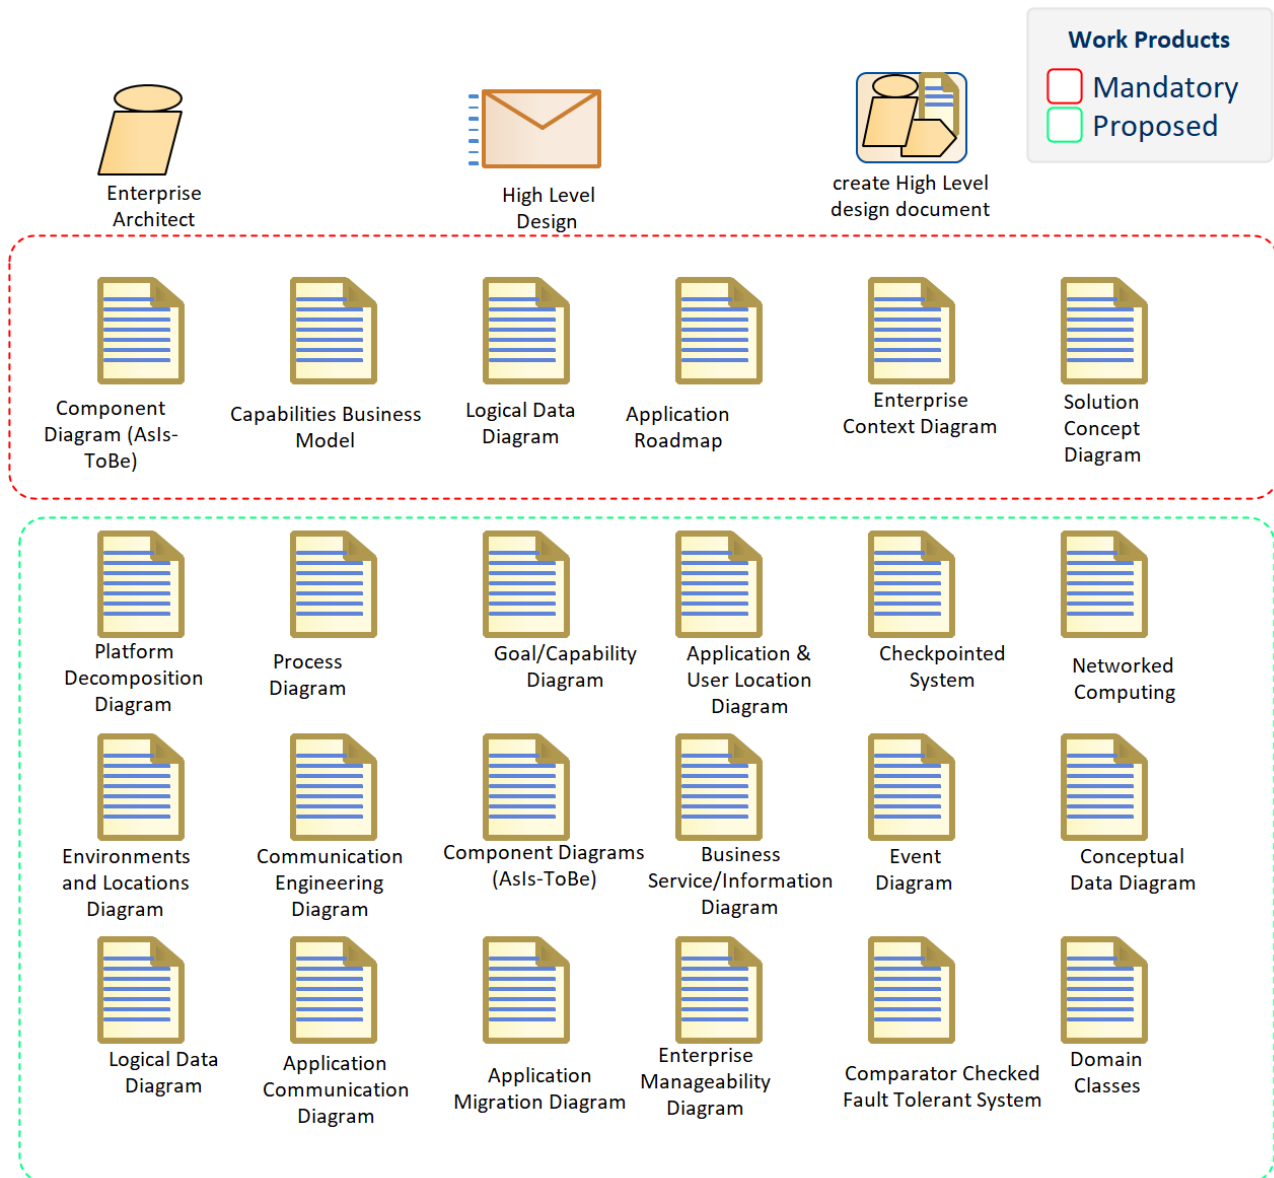 Work Products
Mandatory
Proposed
Enterprise
Architect
High Level
Design
create High Level
design document
Component
Diagram (AsIs-
ToBe)
Capabilities Business
Model
Logical Data
Diagram
Application
Roadmap
Enterprise
Context Diagram
Solution
Concept
Diagram
Platform
Decomposition
Diagram
Process
Diagram
Goal/Capability
Diagram
Application &
User Location
Diagram
Checkpointed
System
Networked
Computing
Environments
and Locations
Diagram
Communication
Engineering
Diagram
Component Diagrams
(AsIs-ToBe)
Business
Service/Information
Diagram
Event
Diagram
Conceptual
Data Diagram
Logical Data
Diagram
Application
Communication
Diagram
Application
Migration Diagram
Enterprise
Manageability
Diagram
Comparator Checked
Fault Tolerant System
Domain
Classes